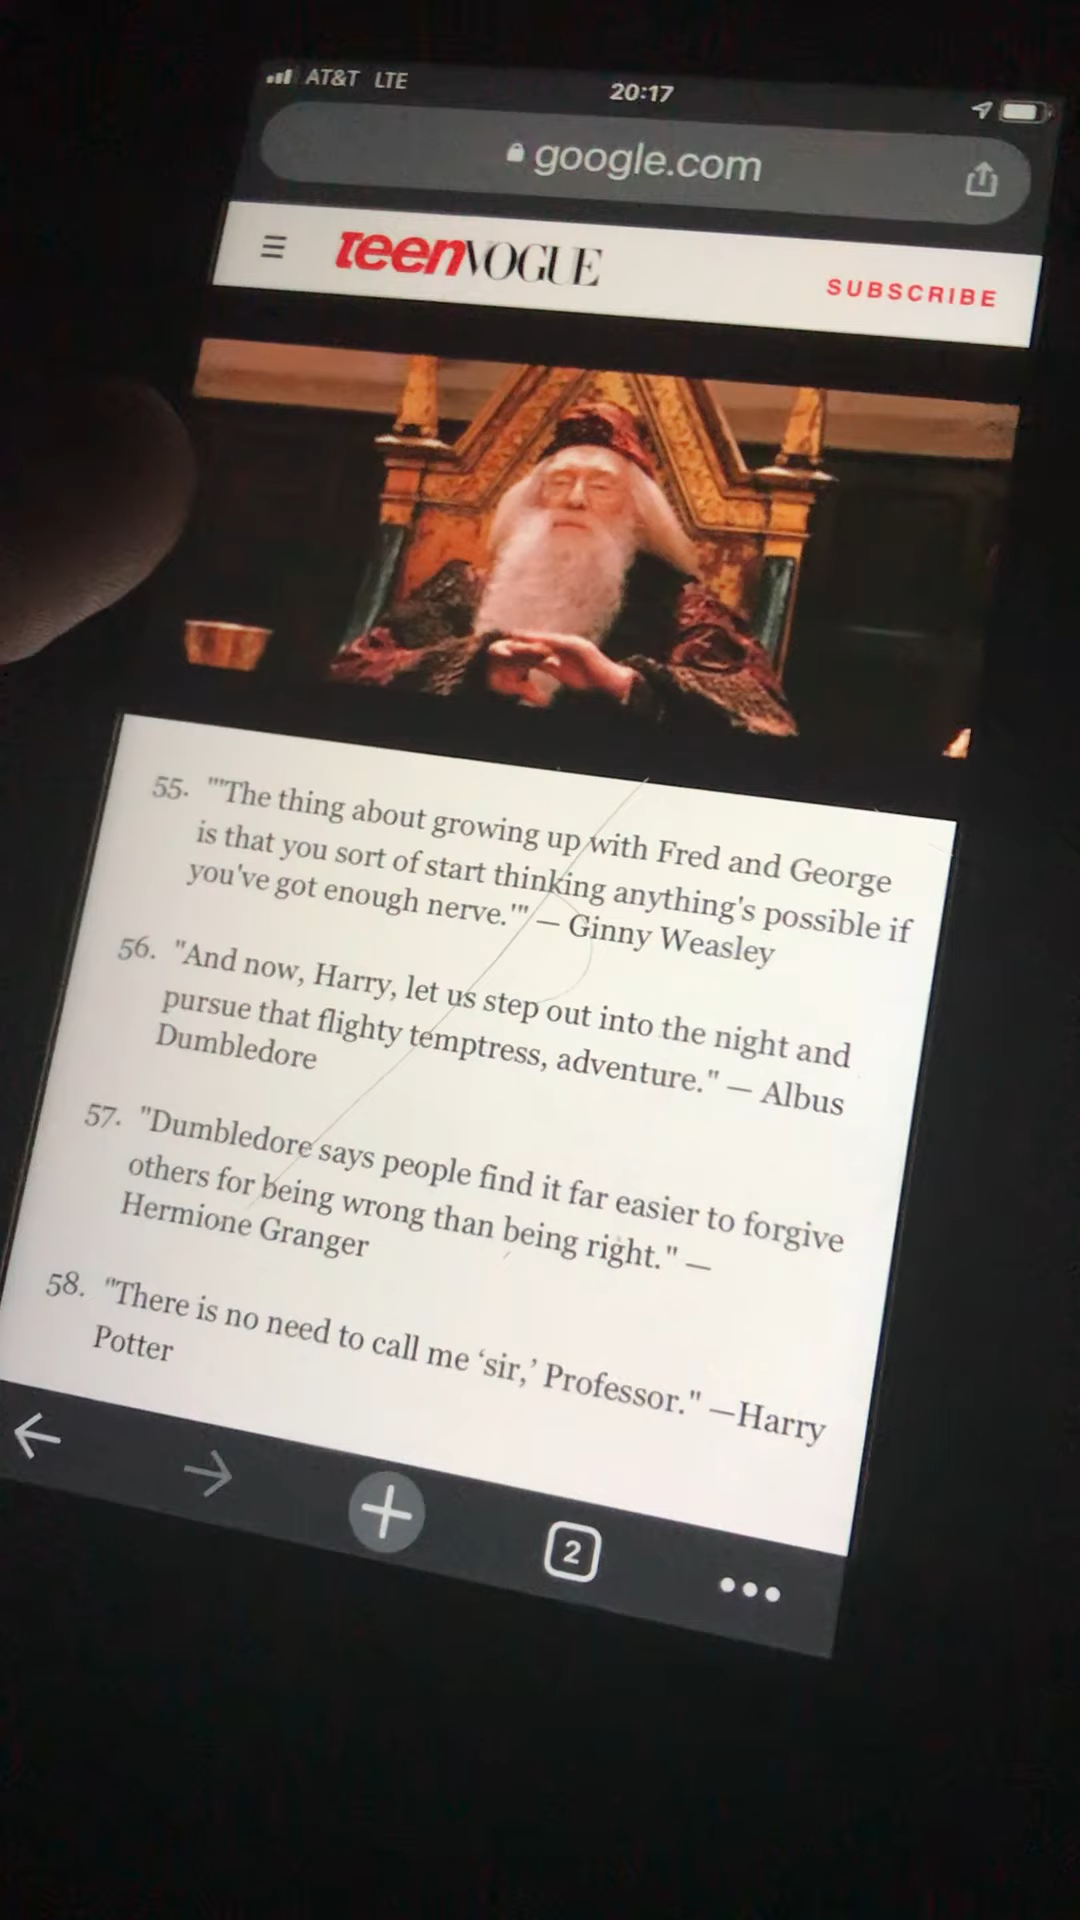 AT&T LTE 20:17
google.com
teenVOGUE
SUBSCRIBE
55. ""The thing about growing up with Fred and George
is that you sort of start thinking anything's possible if
you've got enough nerve.'" — Ginny Weasley
56. "And now, Harry, let us step out into the night and
pursue that flighty temptress, adventure." — Albus
Dumbledore
57. "Dumbledore says people find it far easier to forgive
others for being wrong than being right." —
Hermione Granger
58. "There is no need to call me ‘sir,’ Professor." —Harry
Potter
2